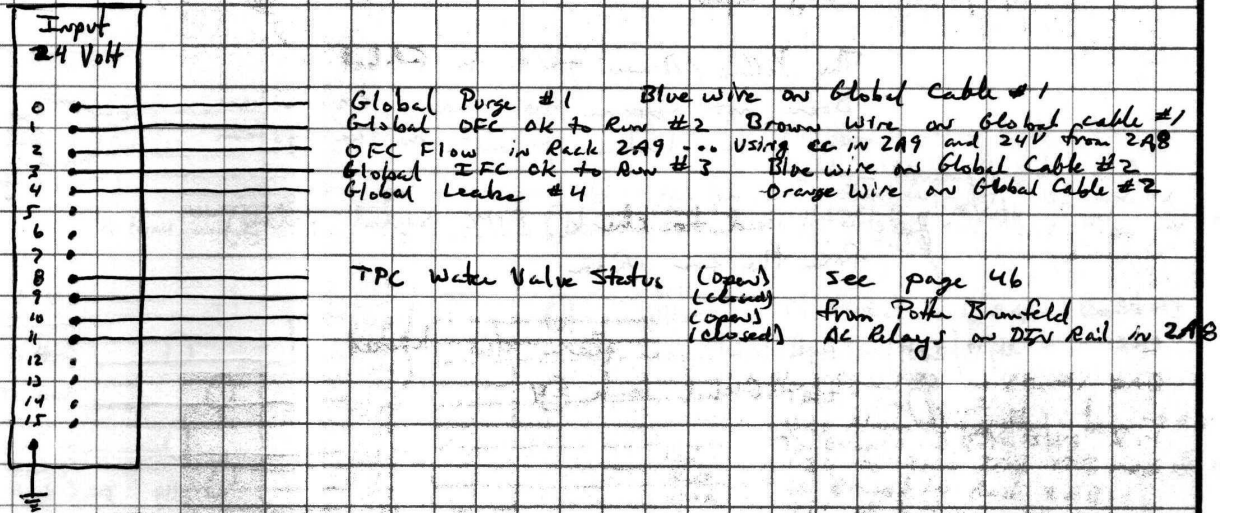 Input
24 Volt
0 Global Purge #1 Blue wire on Global Cable #1
1 Global OFC OK to Run #2 Brown Wire on Global cable #1
2 OFC Flow in Rack 2A9 ... Using in 2A9 and 24V from 2A8
3 Global IFC OK to Run #3 Blue wire on Global Cable #2
4 Global Leake #4 Orange Wire on Global Cable #2
5
6
7
8 TPC Water Valve Status (open) see page 46
9 (closed)
10 (open) from Potter Brumfeld
11 (closed) AC Relays on DIN Rail in 2A8
12
13
14
15